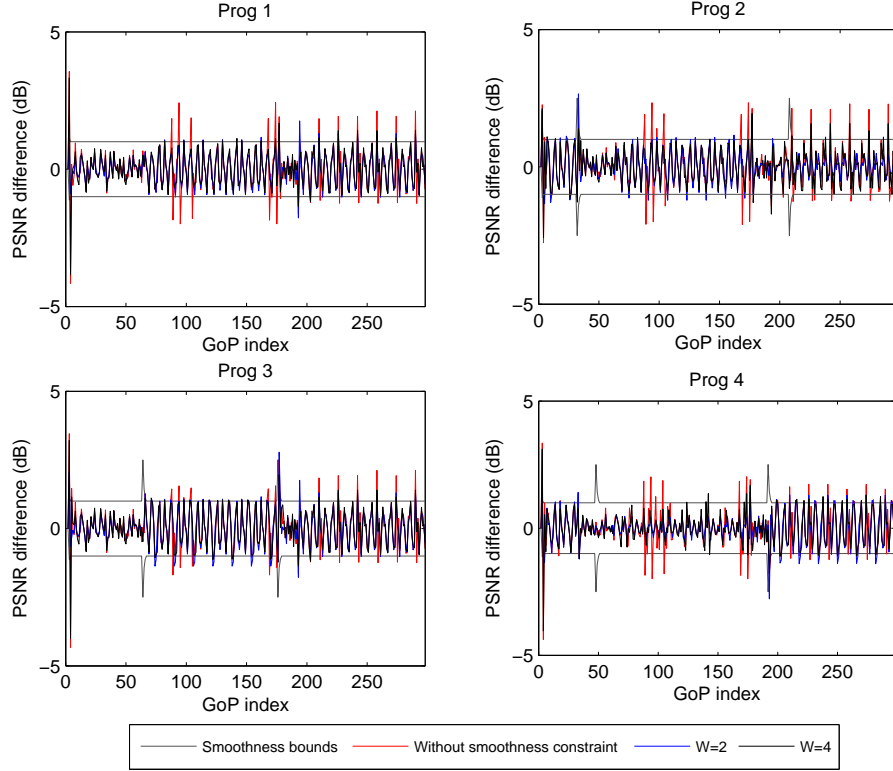 Prog 1
Prog 2
5
0
−5
PSNR difference (dB)
0 50 100 150 200 250
GoP index
5
0
−5
PSNR difference (dB)
0 50 100 150 200 250
GoP index
Prog 3
Prog 4
5
0
−5
PSNR difference (dB)
0 50 100 150 200 250
GoP index
5
0
−5
PSNR difference (dB)
0 50 100 150 200 250
GoP index
Smoothness bounds Without smoothness constraint W=2 W=4